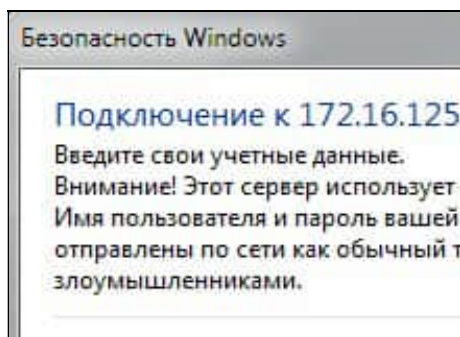 Безопасность Windows
Подключение к 172.16.125
Введите свои учетные данные.
Внимание! Этот сервер использует
Имя пользователя и пароль вашей
отправлены по сети как обычный т
злоумышленниками.